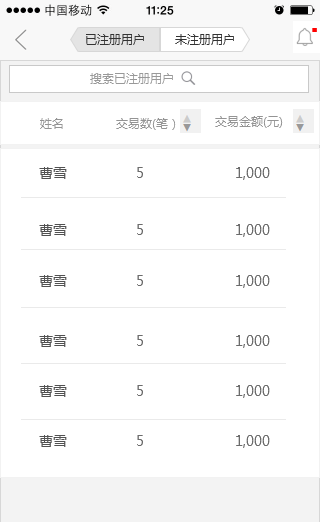 中国移动 11:25
已注册用户 未注册用户
搜索已注册用户
姓名 交易数(笔) 交易金额(元)
曹雪 5 1,000
曹雪 5 1,000
曹雪 5 1,000
曹雪 5 1,000
曹雪 5 1,000
曹雪 5 1,000